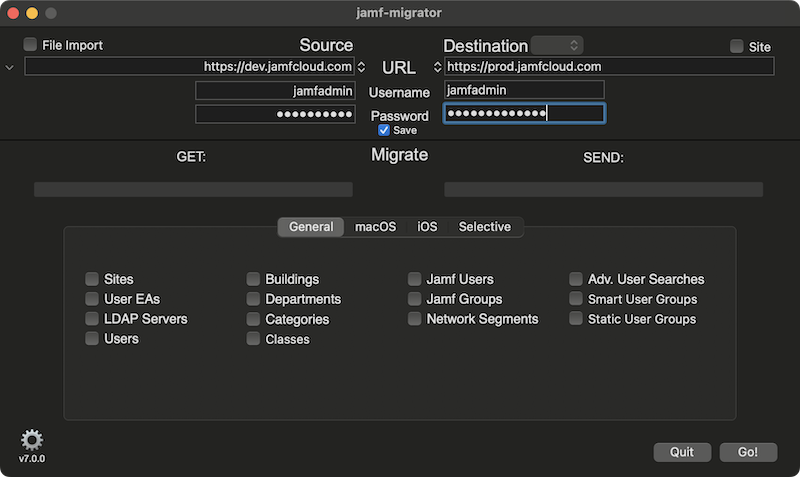 jamf-migrator
File Import
Source
Destination
Site
https://dev.jamfcloud.com
URL
https://prod.jamfcloud.com
jamfadmin
Username
jamfadmin
●●●●●●●●●●
Password
●●●●●●●●●●●●●
Save
GET:
Migrate
SEND:
General
macOS
iOS
Selective
Sites
Buildings
Jamf Users
Adv. User Searches
User EAs
Departments
Jamf Groups
Smart User Groups
LDAP Servers
Categories
Network Segments
Static User Groups
Users
Classes
v7.0.0
Quit
Go!